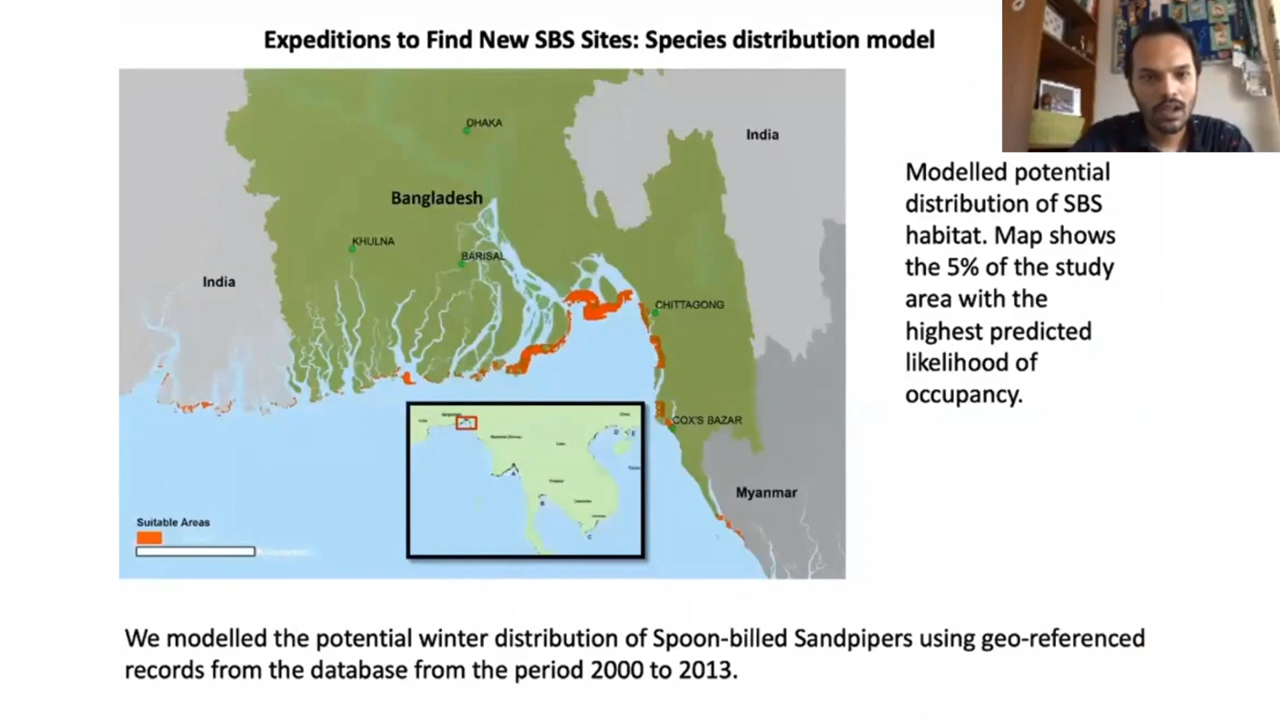 Expeditions to Find New SBS Sites: Species distribution model
DHAKA
India
Bangladesh
KHULNA
BARISAL
India
CHITTAGONG
COX'S BAZAR
Myanmar
Suitable Areas
Modelled potential
distribution of SBS
habitat. Map shows
the 5% of the study
area with the
highest predicted
likelihood of
occupancy.
We modelled the potential winter distribution of Spoon-billed Sandpipers using geo-referenced
records from the database from the period 2000 to 2013.